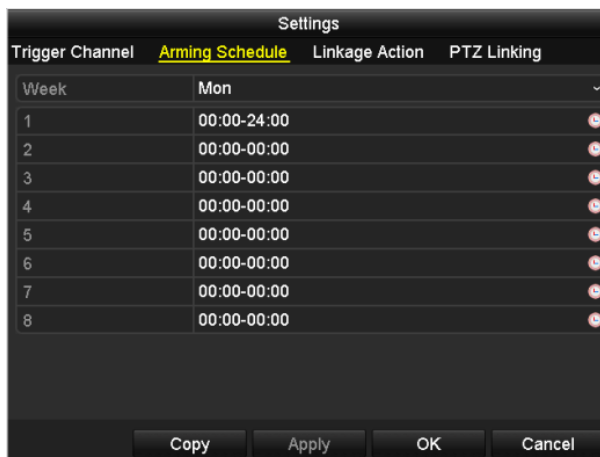 Settings
Trigger Channel Arming Schedule Linkage Action PTZ Linking
Week Mon
1 00:00-24:00
2 00:00-00:00
3 00:00-00:00
4 00:00-00:00
5 00:00-00:00
6 00:00-00:00
7 00:00-00:00
8 00:00-00:00
Copy Apply OK Cancel